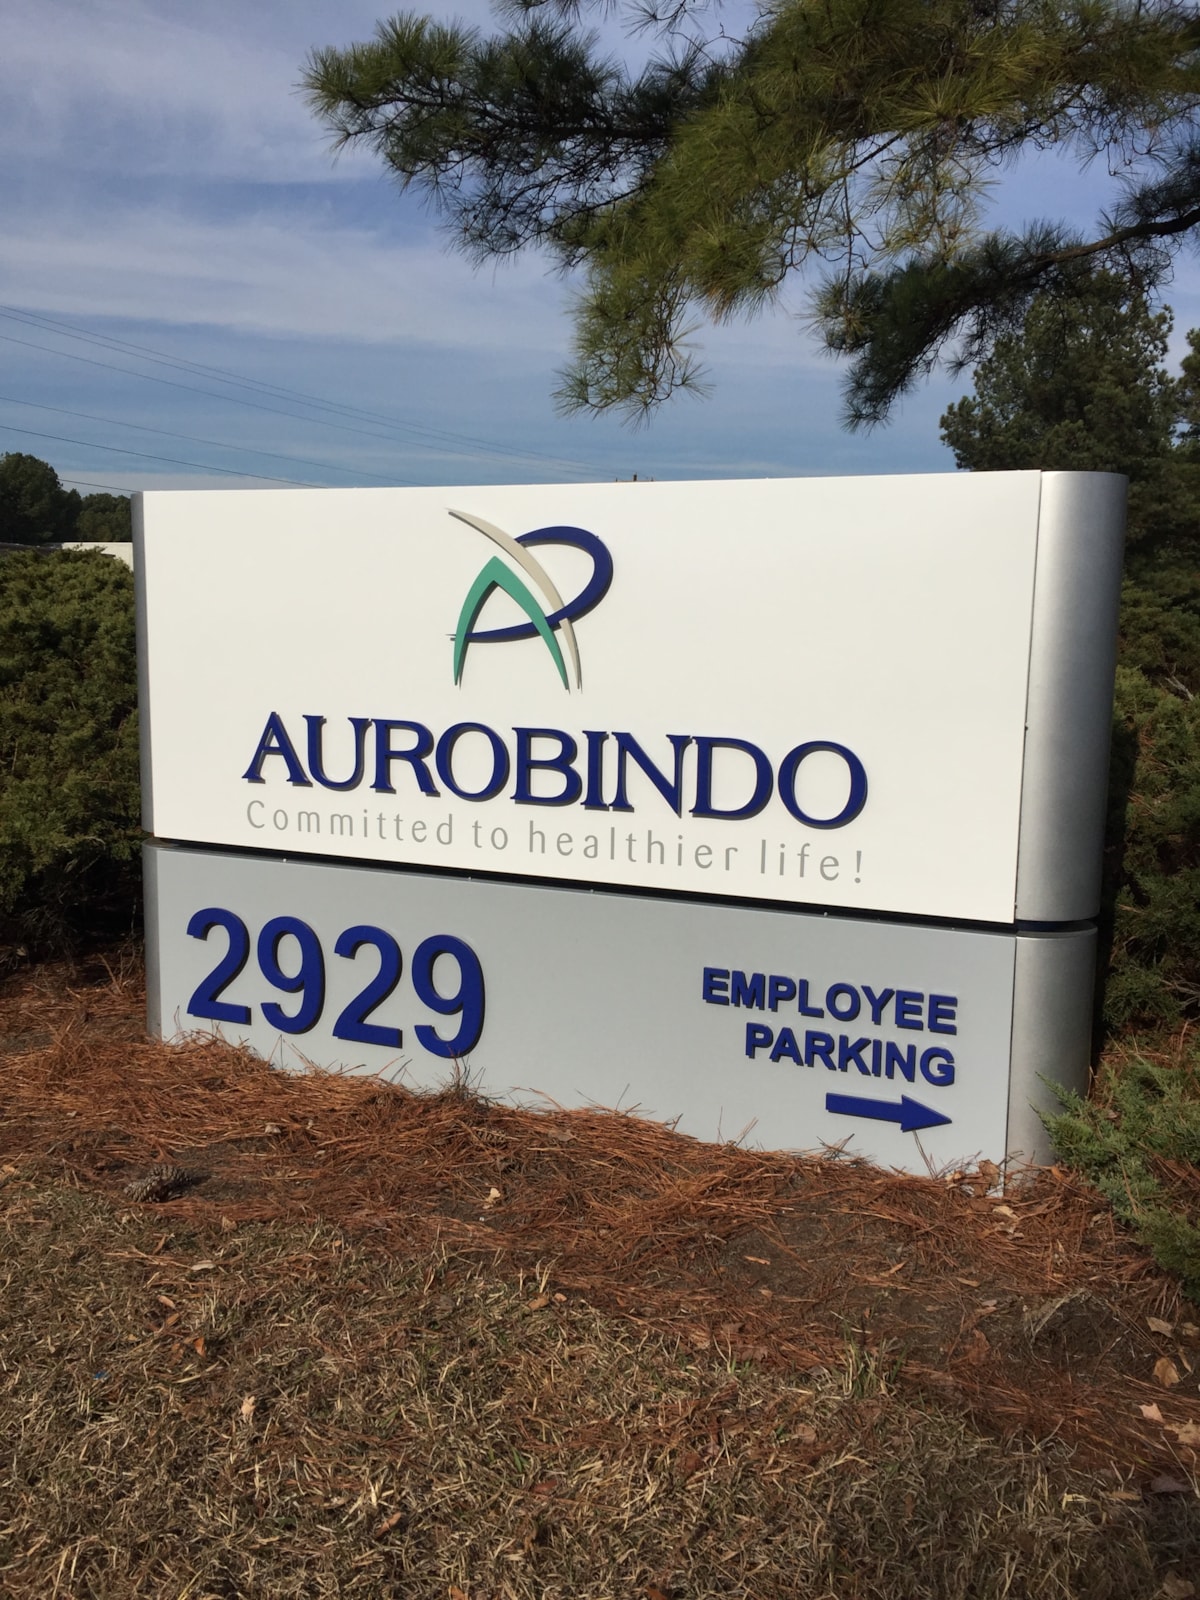 AUROBINDO
Committed to healthier life!
2929
EMPLOYEE
PARKING